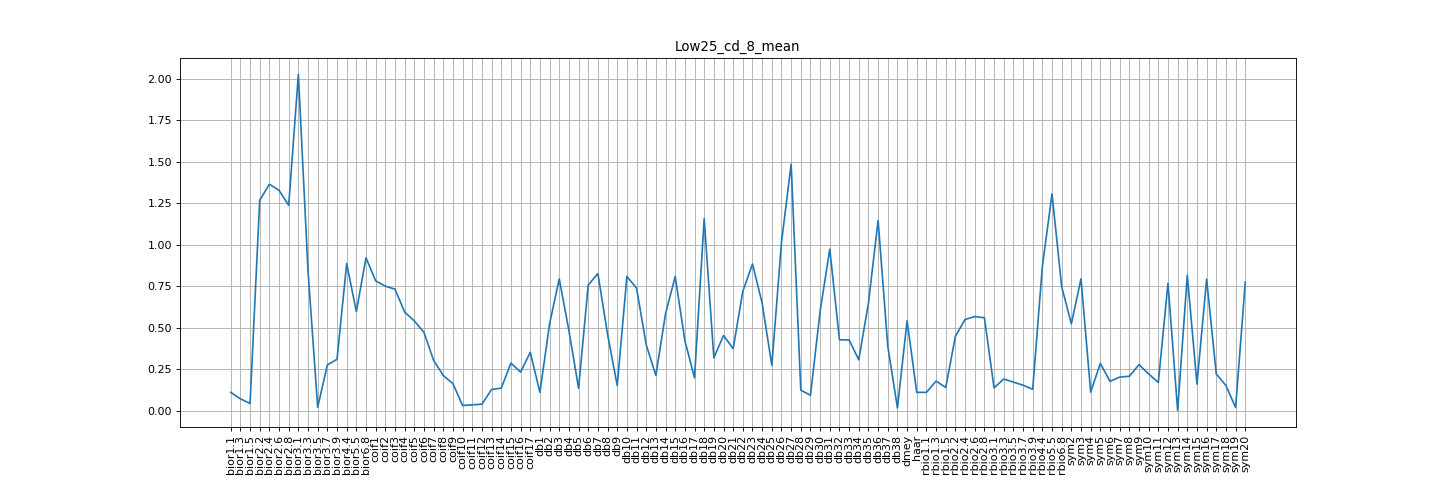 Low25_cd_8_mean
2.00
1.75
1.50
1.25
1.00
0.75
0.50
0.25
0.00
bior1.1
bior1.3
bior1.5
bior2.2
bior2.4
bior2.6
bior2.8
bior3.1
bior3.3
bior3.5
bior3.7
bior3.9
bior4.4
bior5.5
bior6.8
coif1
coif2
coif3
coif4
coif5
coif6
coif7
coif8
coif9
coif10
coif11
coif12
coif13
coif14
coif15
coif16
coif17
db1
db2
db3
db4
db5
db6
db7
db8
db9
db10
db11
db12
db13
db14
db15
db16
db17
db18
db19
db20
db21
db22
db23
db24
db25
db26
db27
db28
db29
db30
db31
db32
db33
db34
db35
db36
db37
db38
dmey
haar
rbio1.1
rbio1.3
rbio1.5
rbio2.2
rbio2.4
rbio2.6
rbio2.8
rbio3.1
rbio3.3
rbio3.5
rbio3.7
rbio3.9
rbio4.4
rbio5.5
rbio6.8
sym2
sym3
sym4
sym5
sym6
sym7
sym8
sym9
sym10
sym11
sym12
sym13
sym14
sym15
sym16
sym17
sym18
sym19
sym20